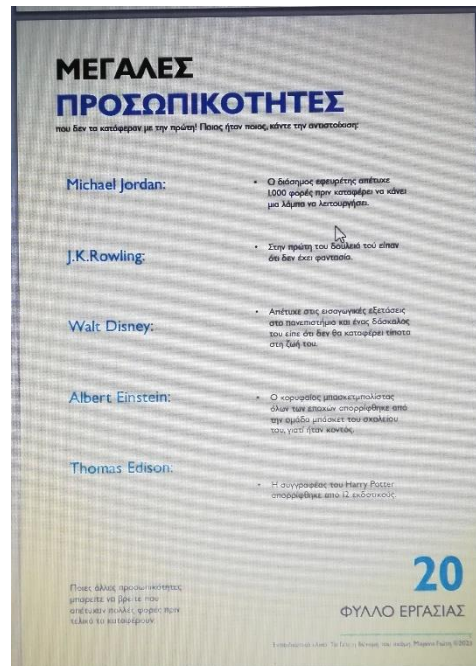 ΜΕΓΑΛΕΣ
ΠΡΟΣΩΠΙΚΟΤΗΤΕΣ
που δεν τα κατάφεραν με την πρώτη! Ποιος ήταν ποιος, κάντε την αντιστοίχιση:
Michael Jordan:
• Ο διάσημος εφευρέτης απέτυχε
1.000 φορές πριν καταφέρει να κάνει
μια λάμπα να λειτουργήσει.
J.K.Rowling:
• Στην πρώτη του δουλειά τού είπαν
ότι δεν έχει φαντασία.
Walt Disney:
• Απέτυχε στις εισαγωγικές εξετάσεις
στο πανεπιστήμιο και ένας δάσκαλος
του είπε ότι δεν θα καταφέρει τίποτα
στη ζωή του.
Albert Einstein:
• Ο κορυφαίος μπασκετμπολίστας
όλων των εποχών απορρίφθηκε από
την ομάδα μπάσκετ του σχολείου
του, γιατί ήταν κοντός.
Thomas Edison:
• Η συγγραφέας του Harry Potter
απορρίφθηκε από 12 εκδοτικούς.
Ποιες άλλες προσωπικότητες
μπορείτε να βρείτε που
απέτυχαν πολλές φορές πριν
τελικά τα καταφέρουν
20
ΦΥΛΛΟ ΕΡΓΑΣΙΑΣ